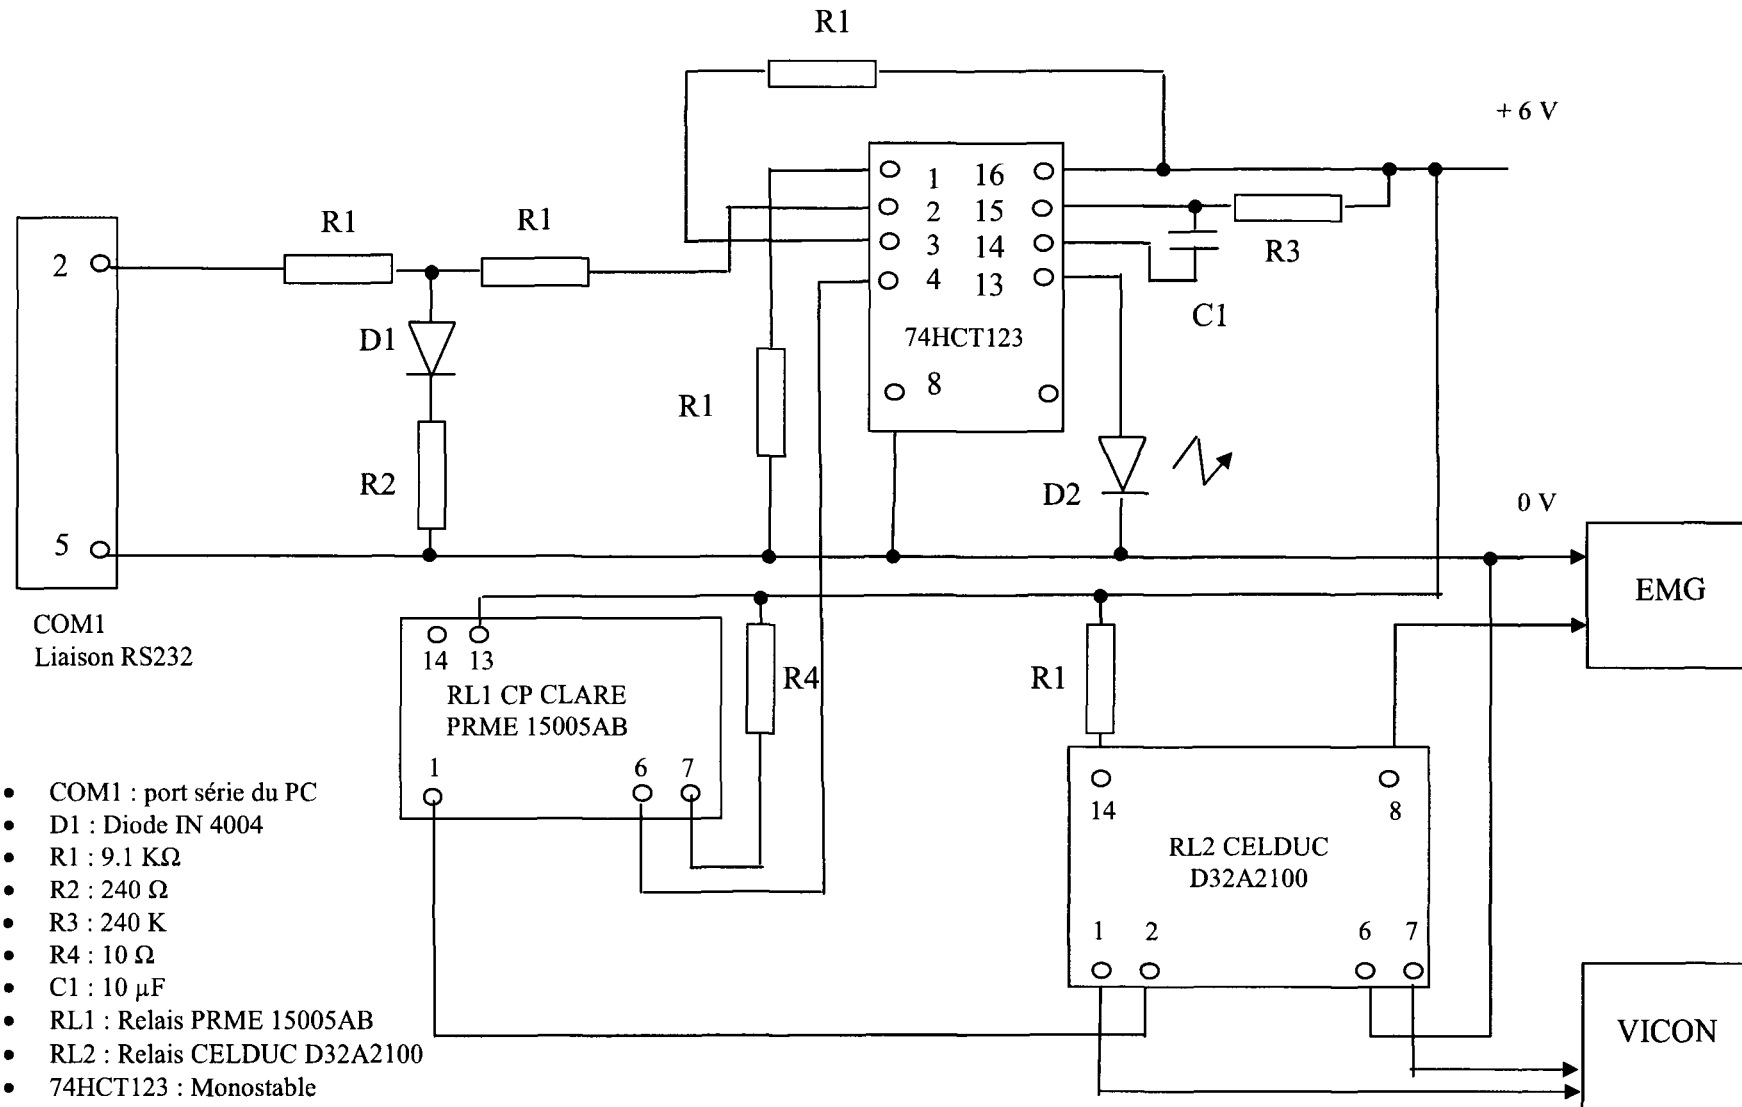 R1
+ 6 V
1 16
2 15
3 14
4 13
74HCT123
8
R1
R1
R3
C1
2
D1
R1
R2
D2
5
0 V
EMG
COM1
Liaison RS232
14 13
RL1 CP CLARE
PRME 15005AB
1 6 7
R4
R1
14 8
RL2 CELDUC
D32A2100
1 2 6 7
VICON
• COM1 : port série du PC
• D1 : Diode IN 4004
• R1 : 9.1 KΩ
• R2 : 240 Ω
• R3 : 240 K
• R4 : 10 Ω
• C1 : 10 µF
• RL1 : Relais PRME 15005AB
• RL2 : Relais CELDUC D32A2100
• 74HCT123 : Monostable